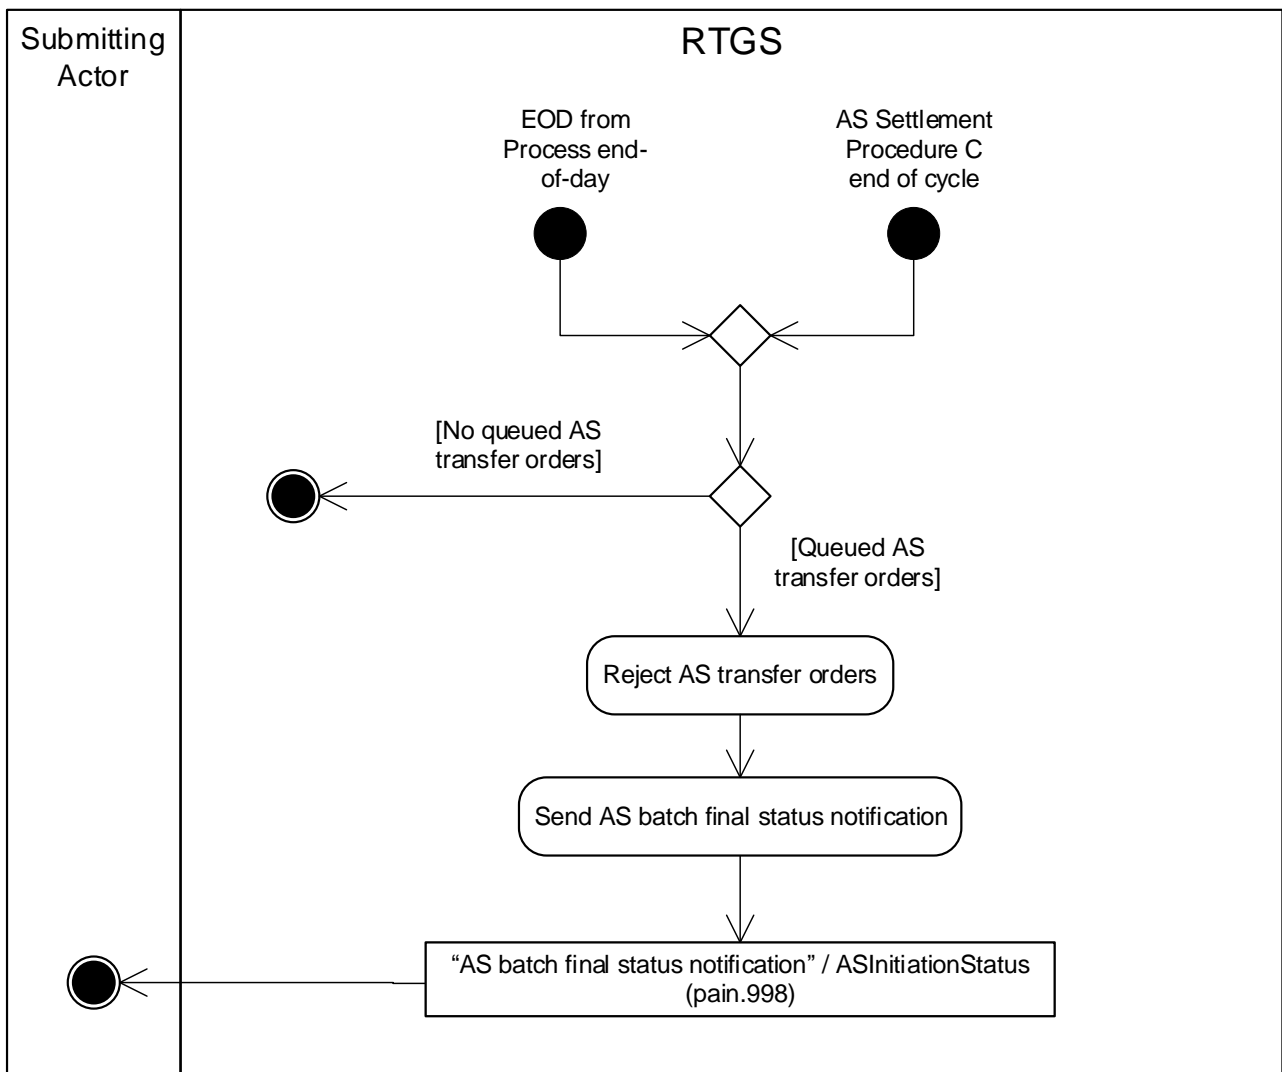 Submitting
Actor
RTGS
EOD from
Process end-
of-day
AS Settlement
Procedure C
end of cycle
[No queued AS
transfer orders]
[Queued AS
transfer orders]
Reject AS transfer orders
Send AS batch final status notification
“AS batch final status notification” / ASInitiationStatus
(pain.998)